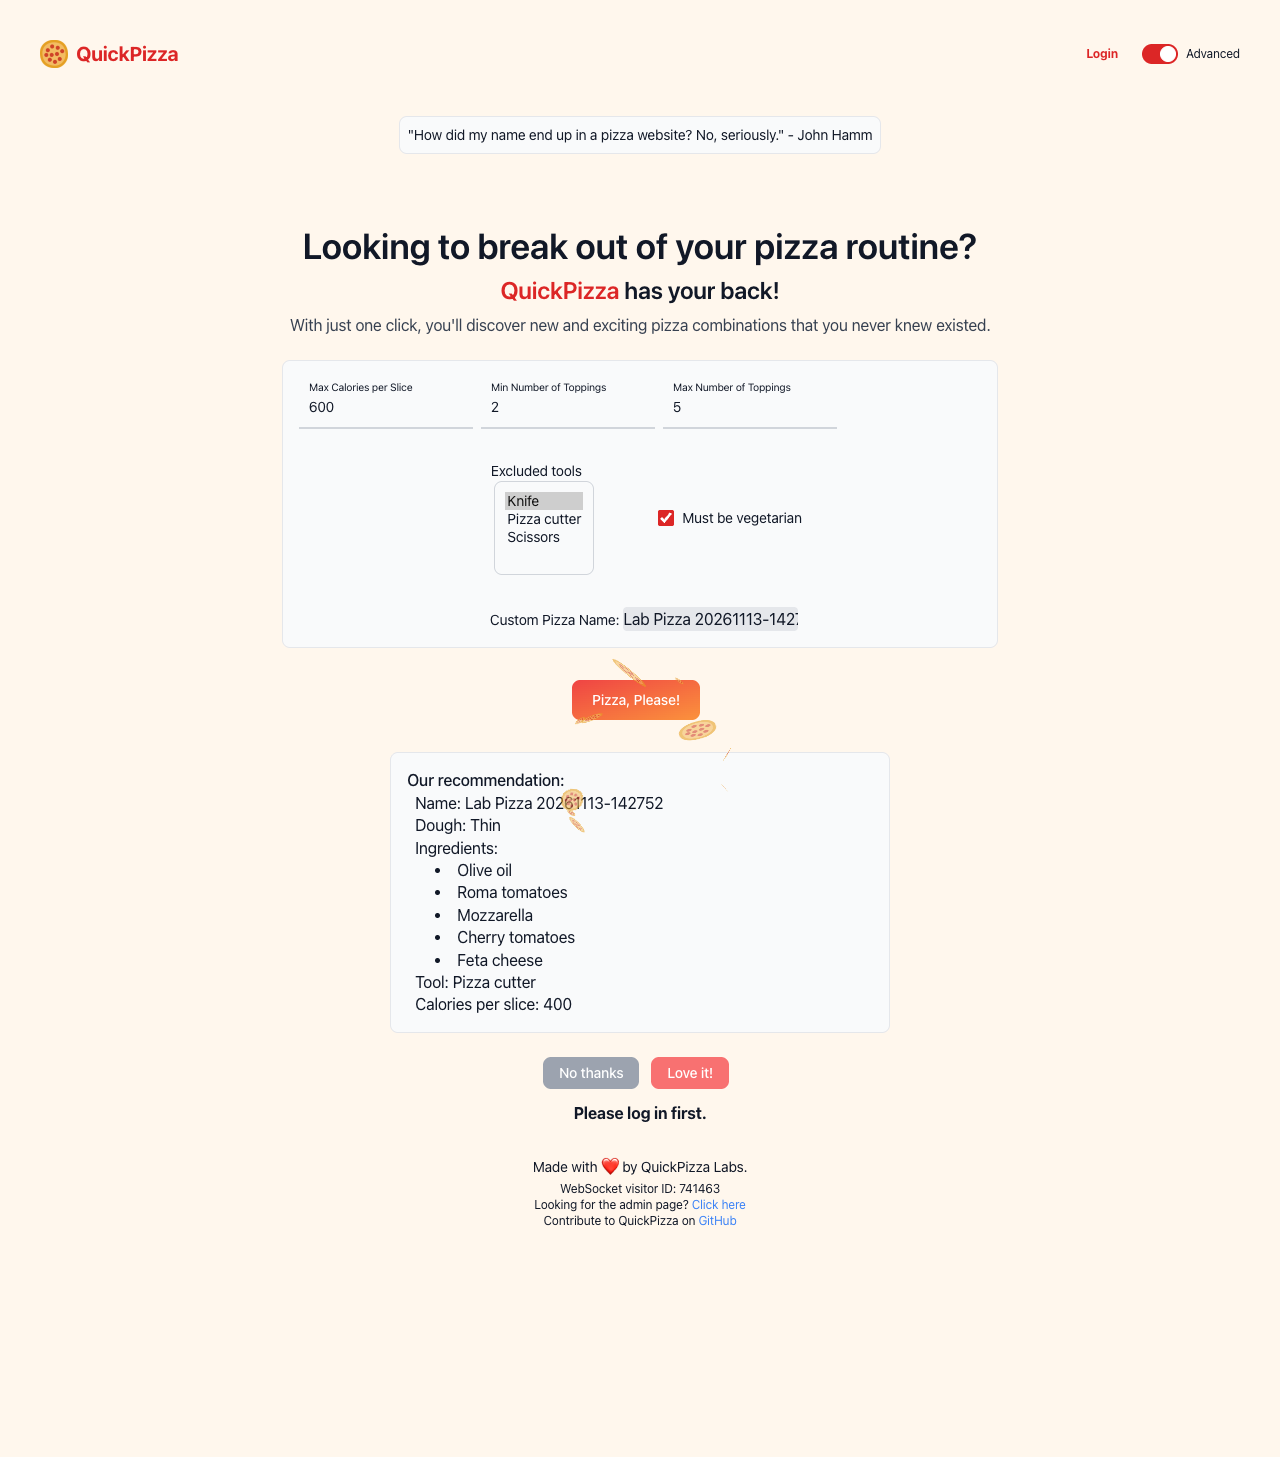 QuickPizza
Login
Advanced
"How did my name end up in a pizza website? No, seriously." - John Hamm
Looking to break out of your pizza routine?
QuickPizza has your back!
With just one click, you'll discover new and exciting pizza combinations that you never knew existed.
Max Calories per Slice
600
Min Number of Toppings
2
Max Number of Toppings
5
Excluded tools
Knife
Pizza cutter
Scissors
Must be vegetarian
Custom Pizza Name: Lab Pizza 20261113-1427
Pizza, Please!
Our recommendation:
Name: Lab Pizza 20261113-142752
Dough: Thin
Ingredients:
• Olive oil
• Roma tomatoes
• Mozzarella
• Cherry tomatoes
• Feta cheese
Tool: Pizza cutter
Calories per slice: 400
No thanks
Love it!
Please log in first.
Made with ❤️ by QuickPizza Labs.
WebSocket visitor ID: 741463
Looking for the admin page? Click here
Contribute to QuickPizza on GitHub